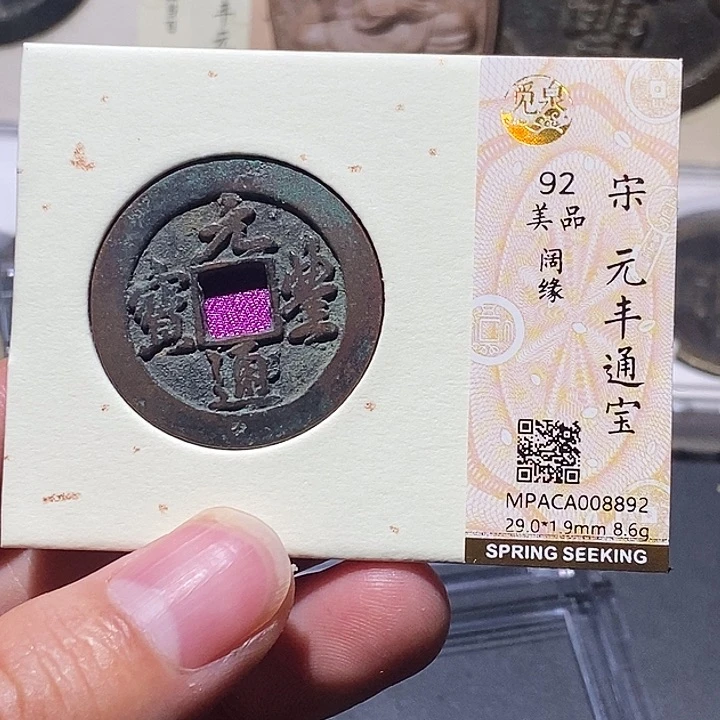 元
豐
通
寶
觅泉
92
美品
阔缘
宋 元丰通宝
MPACA008892
29.0*1.9mm 8.6g
SPRING SEEKING